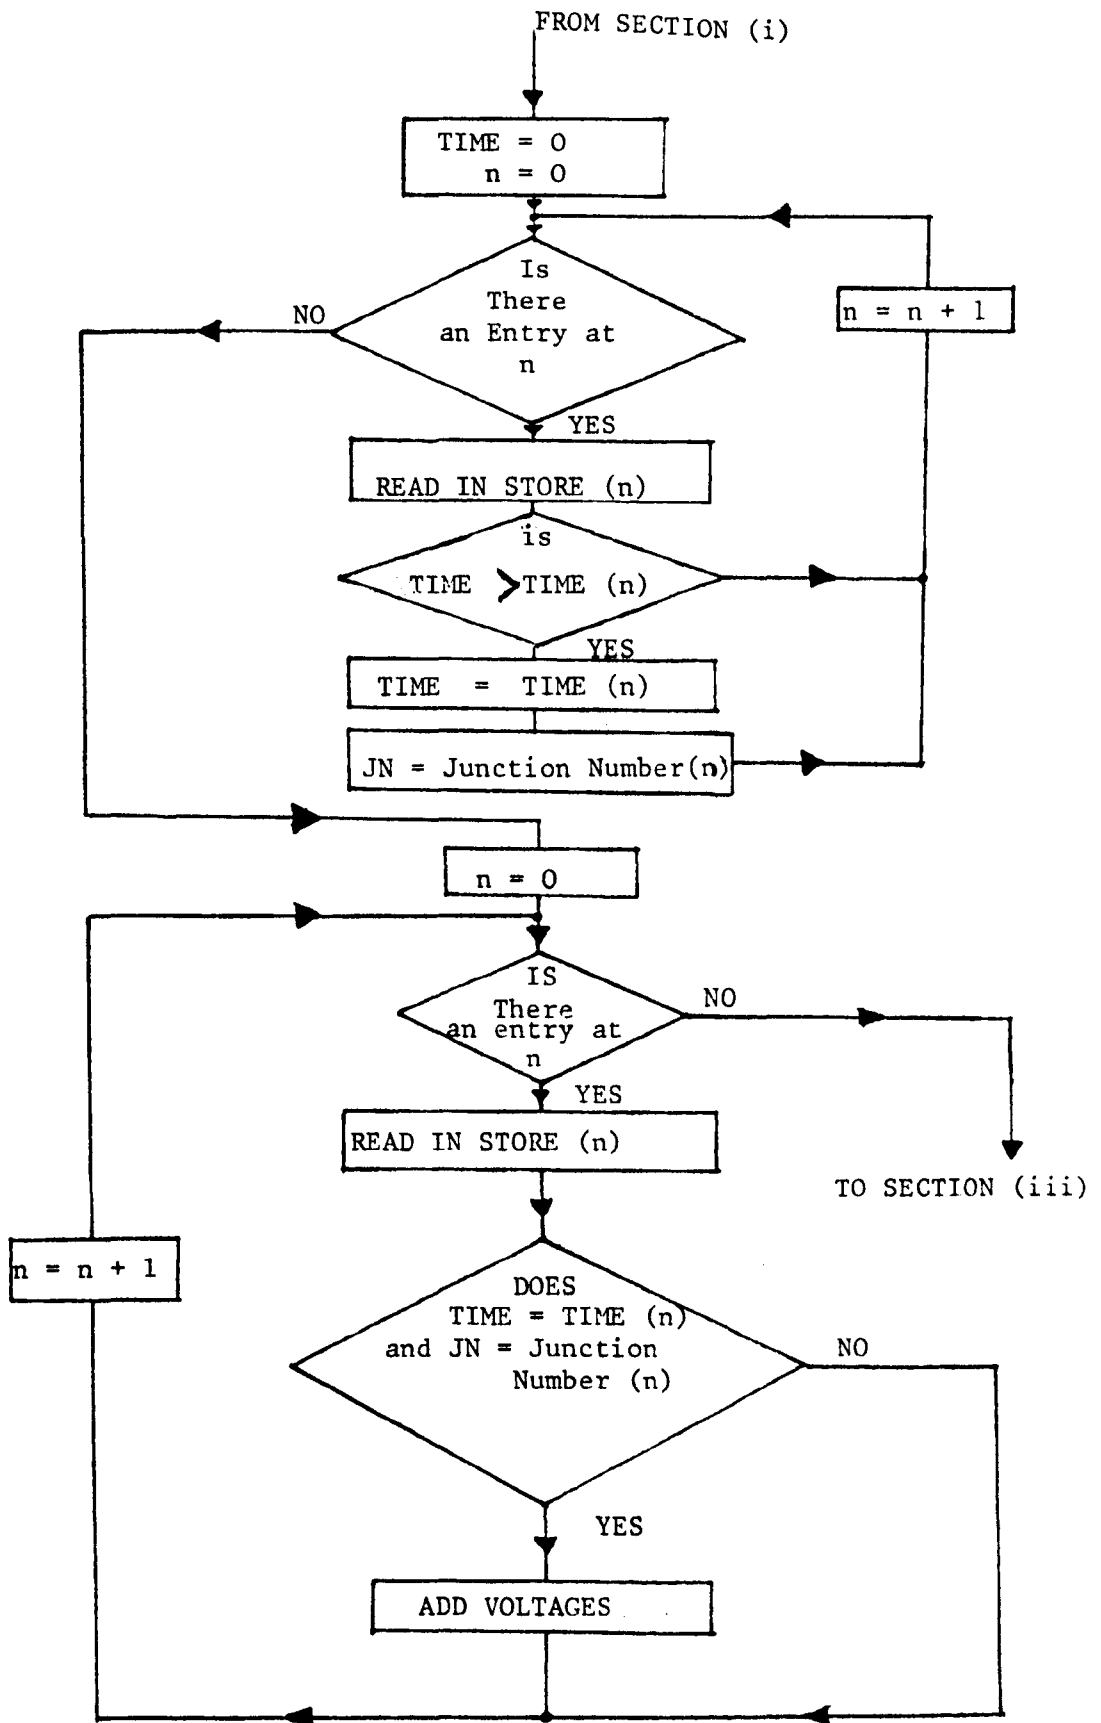 FROM SECTION (i)
TIME = 0
n = 0
Is
There
an Entry at
n
NO
n = n + 1
YES
READ IN STORE (n)
is
TIME > TIME (n)
YES
TIME = TIME (n)
JN = Junction Number(n)
n = 0
IS
There
an entry at
n
NO
YES
READ IN STORE (n)
TO SECTION (iii)
n = n + 1
DOES
TIME = TIME (n)
and JN = Junction
Number (n)
NO
YES
ADD VOLTAGES